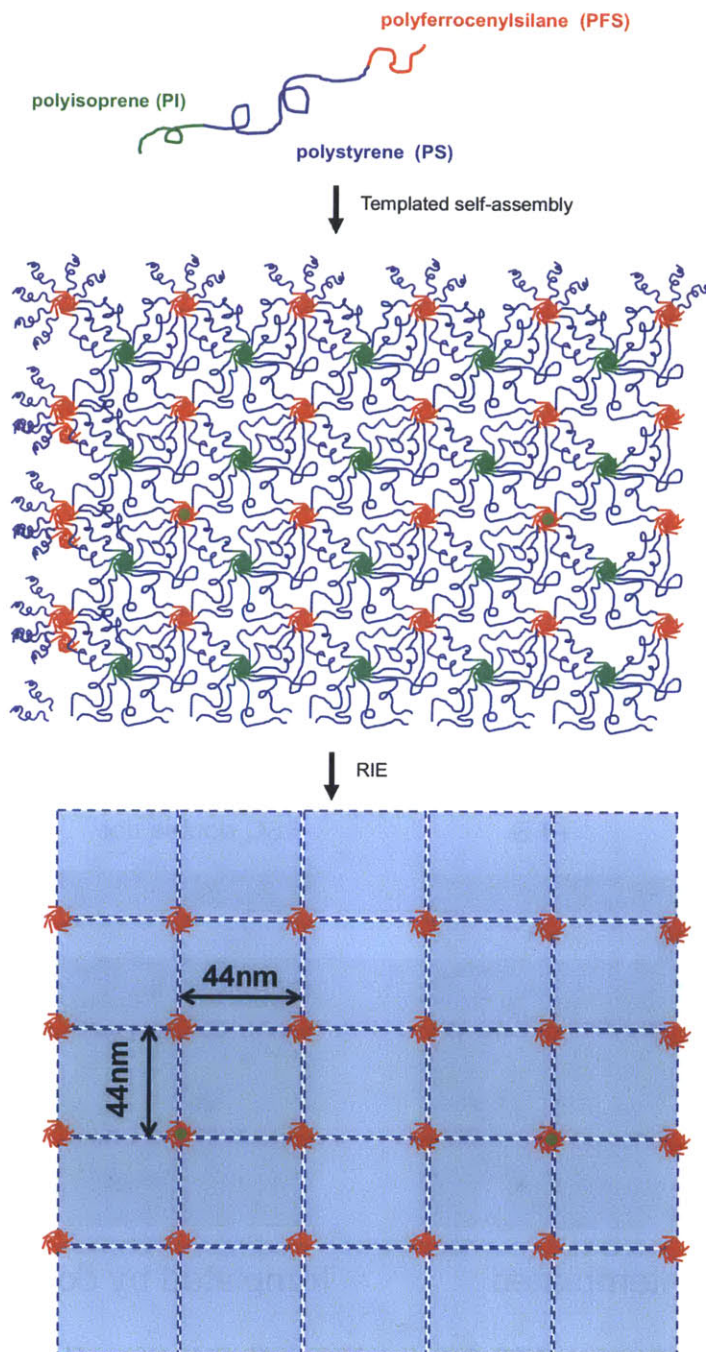 polyferrocenylsilane (PFS)
polyisoprene (PI)
polystyrene (PS)
Templated self-assembly
RIE
44nm
44nm